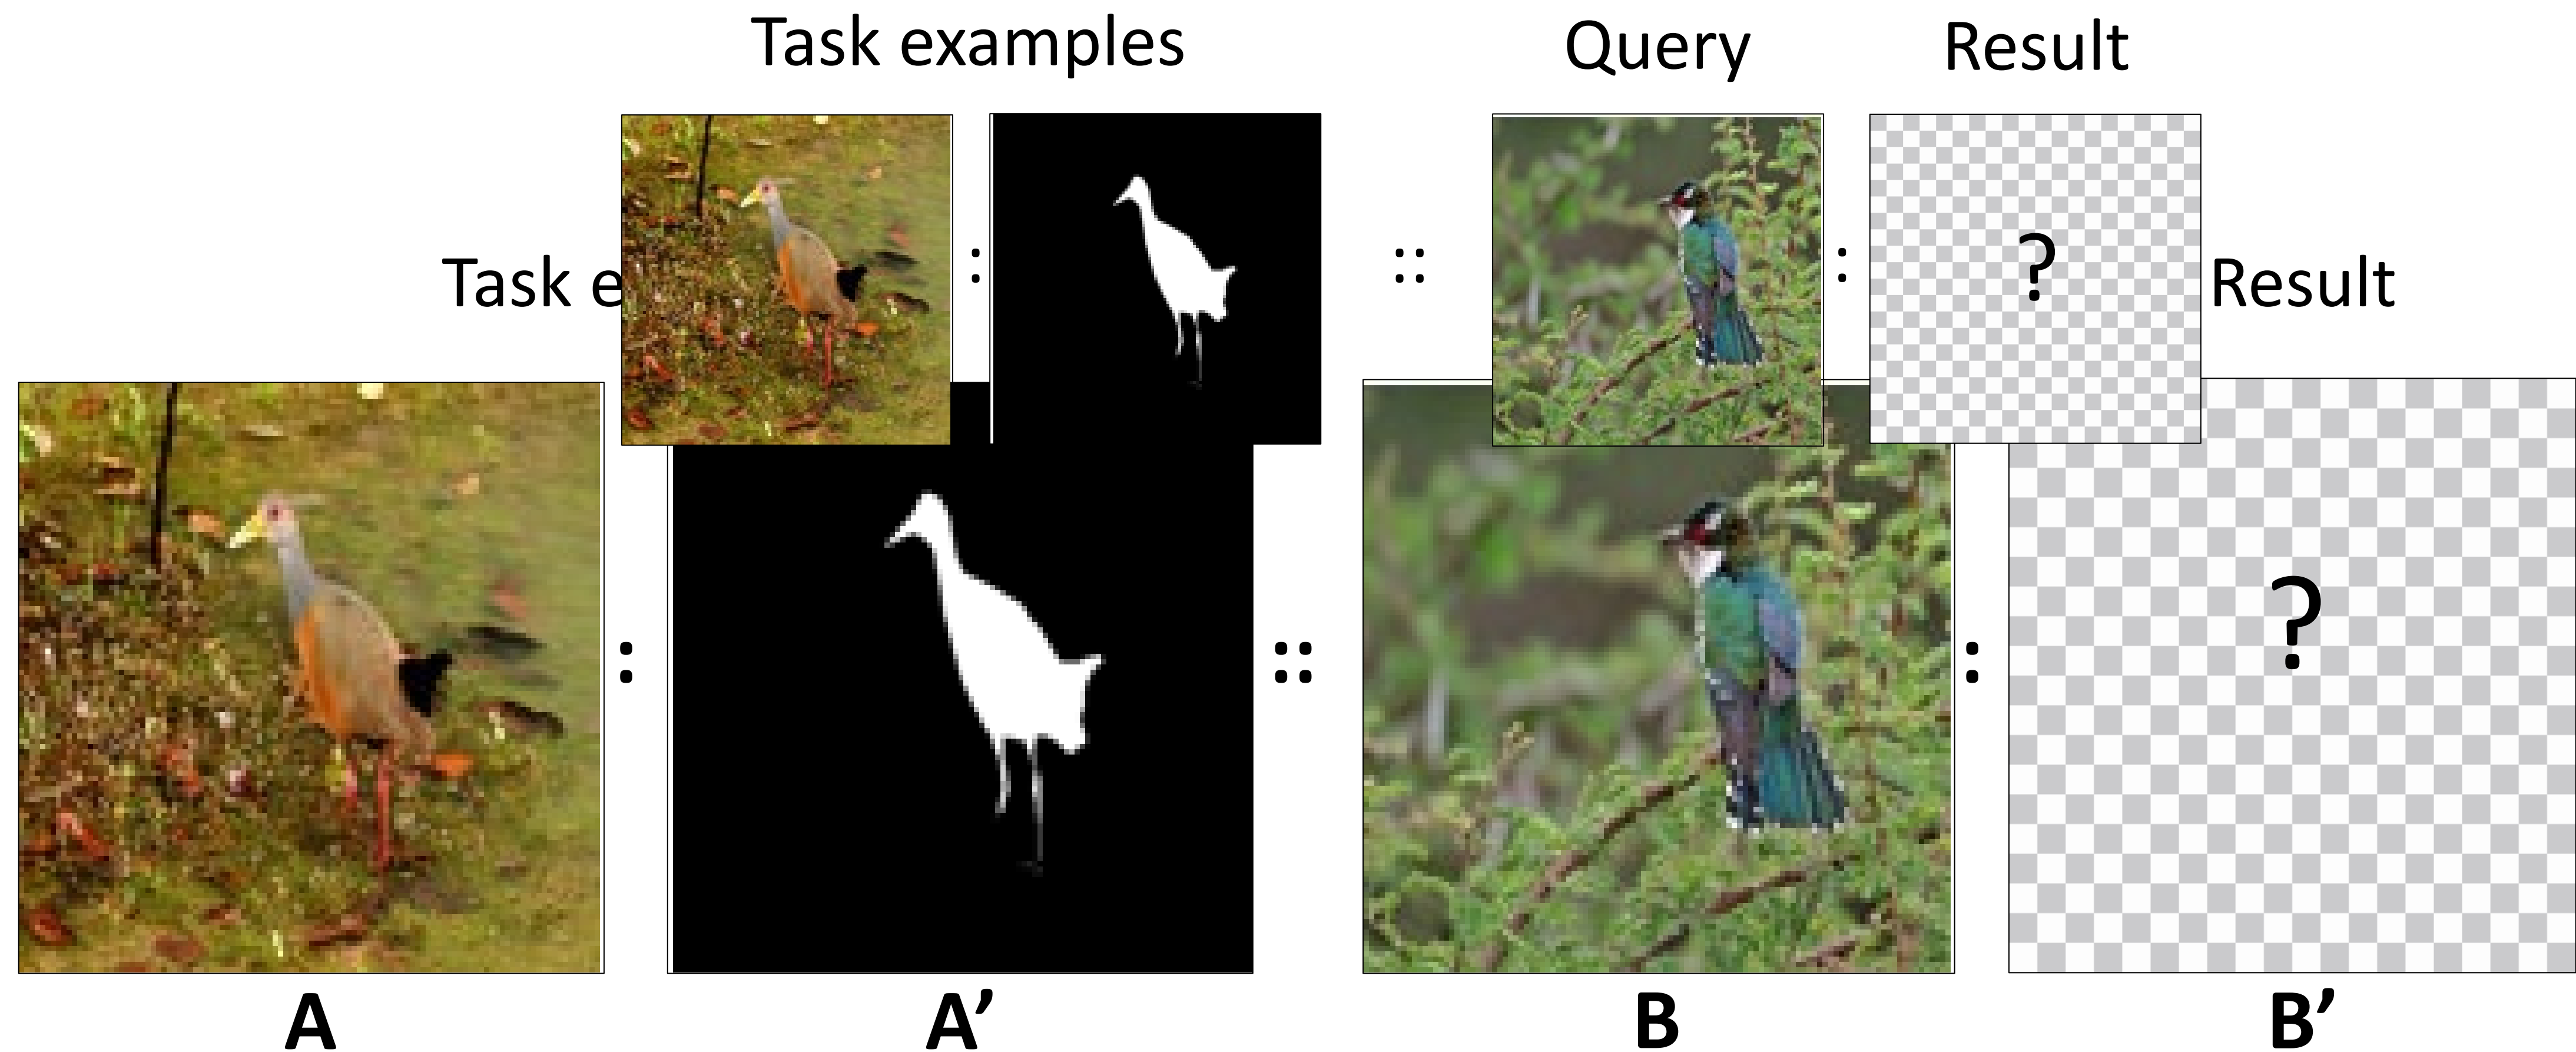 Task examples
Query
Result
:
::
:
?
Task e
Result
:
::
:
?
A
A’
B
B’